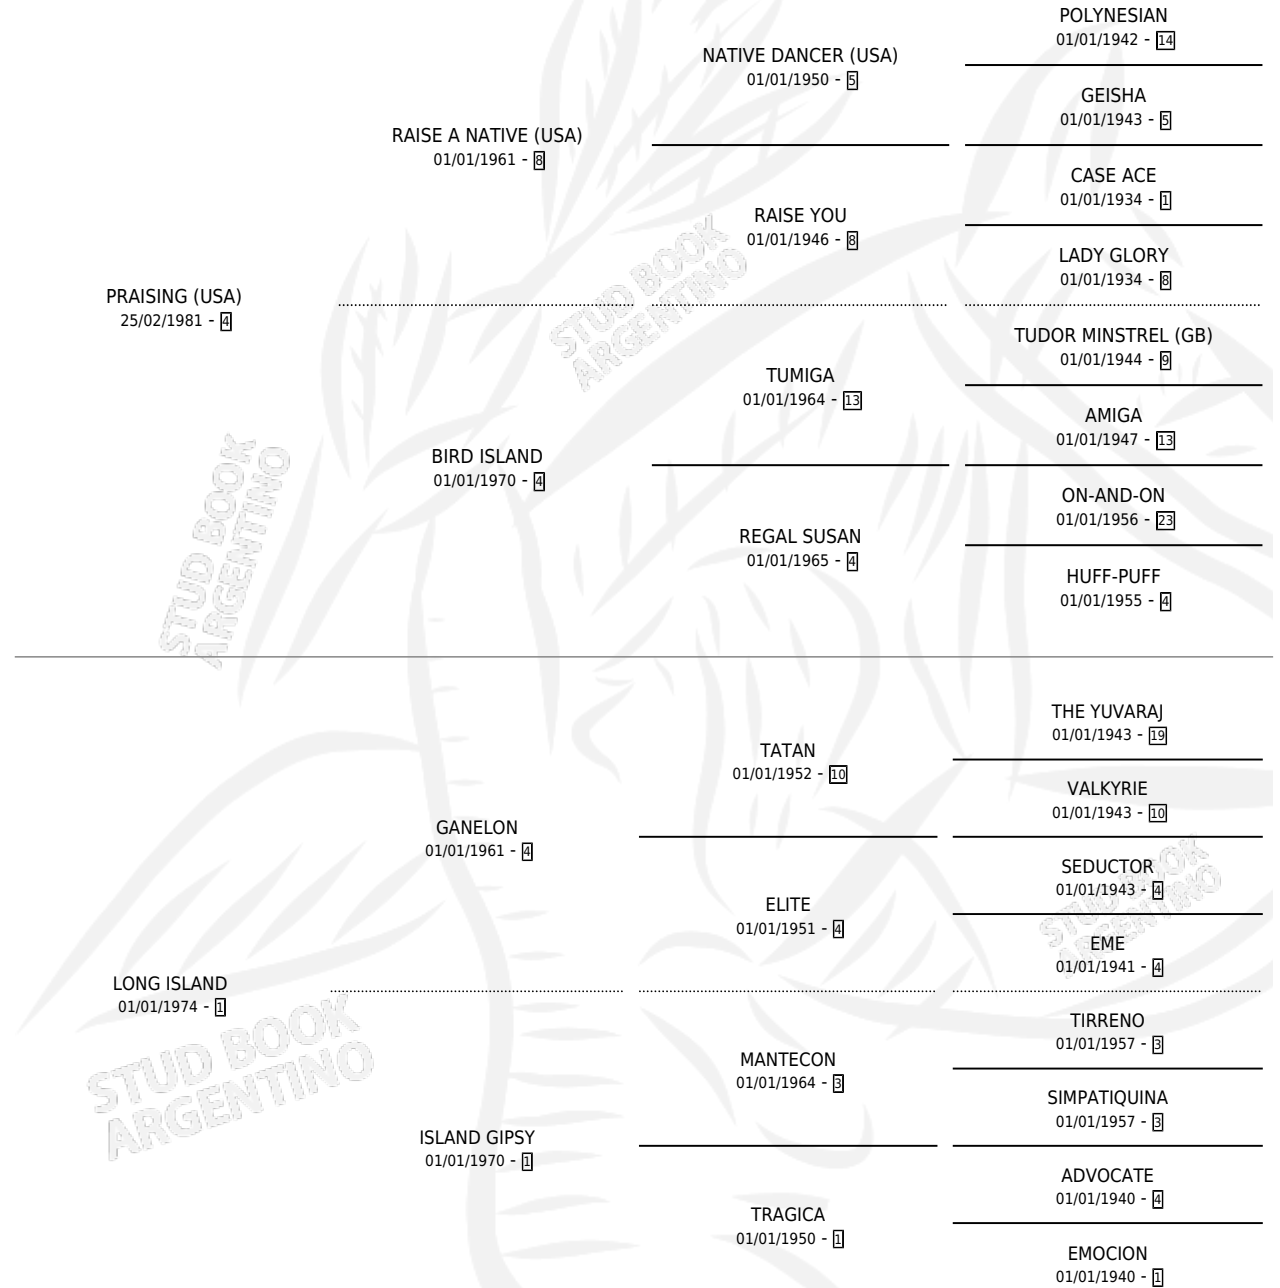 POLYNESIAN
01/01/1942 - 14
NATIVE DANCER (USA)
01/01/1950 - 5
GEISHA
01/01/1943 - 5
RAISE A NATIVE (USA)
01/01/1961 - 8
CASE ACE
01/01/1934 - 1
RAISE YOU
01/01/1946 - 8
LADY GLORY
01/01/1934 - 8
PRAISING (USA)
25/02/1981 - 4
STUD BOOK
ARGENTINO
TUDOR MINSTREL (GB)
01/01/1944 - 9
TUMIGA
01/01/1964 - 13
AMIGA
01/01/1947 - 13
BIRD ISLAND
01/01/1970 - 4
ON-AND-ON
01/01/1956 - 23
REGAL SUSAN
01/01/1965 - 4
HUFF-PUFF
01/01/1955 - 4
STUD BOOK
ARGENTINO
THE YUVARAJ
01/01/1943 - 19
TATAN
01/01/1952 - 10
VALKYRIE
01/01/1943 - 10
GANELON
01/01/1961 - 4
SEDUCTOR
01/01/1943 - 4
ELITE
01/01/1951 - 4
STUD BOOK
ARGENTINO
EME
01/01/1941 - 4
LONG ISLAND
01/01/1974 - 1
TIRRENO
01/01/1957 - 3
MANTECON
01/01/1964 - 3
STUD BOOK
ARGENTINO
SIMPATIQUINA
01/01/1957 - 3
ISLAND GIPSY
01/01/1970 - 1
ADVOCATE
01/01/1940 - 4
TRAGICA
01/01/1950 - 1
EMOCION
01/01/1940 - 1